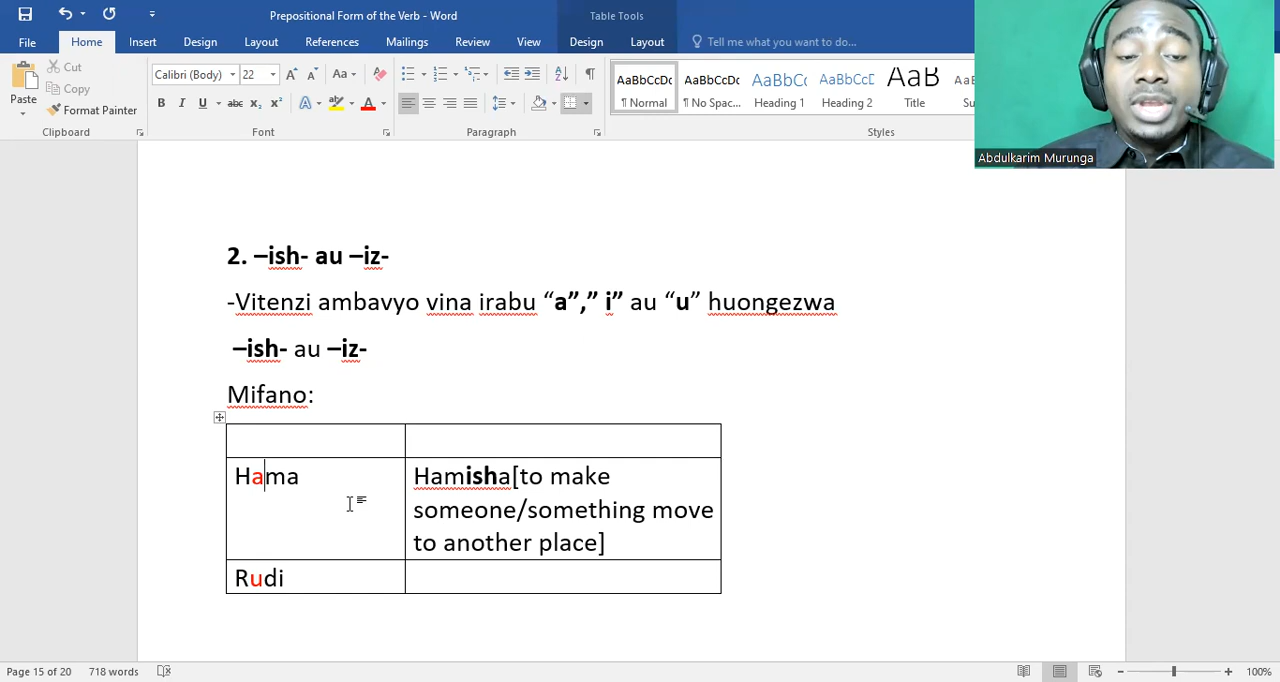 Prepositional Form of the Verb - Word
Table Tools
File
Home
Insert
Design
Layout
References
Mailings
Review
View
Design
Layout
Tell me what you want to do...
Paste
Cut
Copy
Format Painter
Clipboard
Calibri (Body)
22
Font
Paragraph
AaBbCcDc
¶ Normal
AaBbCcDc
¶ No Spac...
AaBbCc
Heading 1
AaBbCcC
Heading 2
AaB
Title
Styles
Abdulkarim Murunga
2. –ish- au –iz-
-Vitenzi ambavyo vina irabu “a”,” i” au “u” huongezwa
–ish- au –iz-
Mifano:
Hama
Hamisha[to make
someone/something move
to another place]
Rudi
Page 15 of 20
718 words
100%